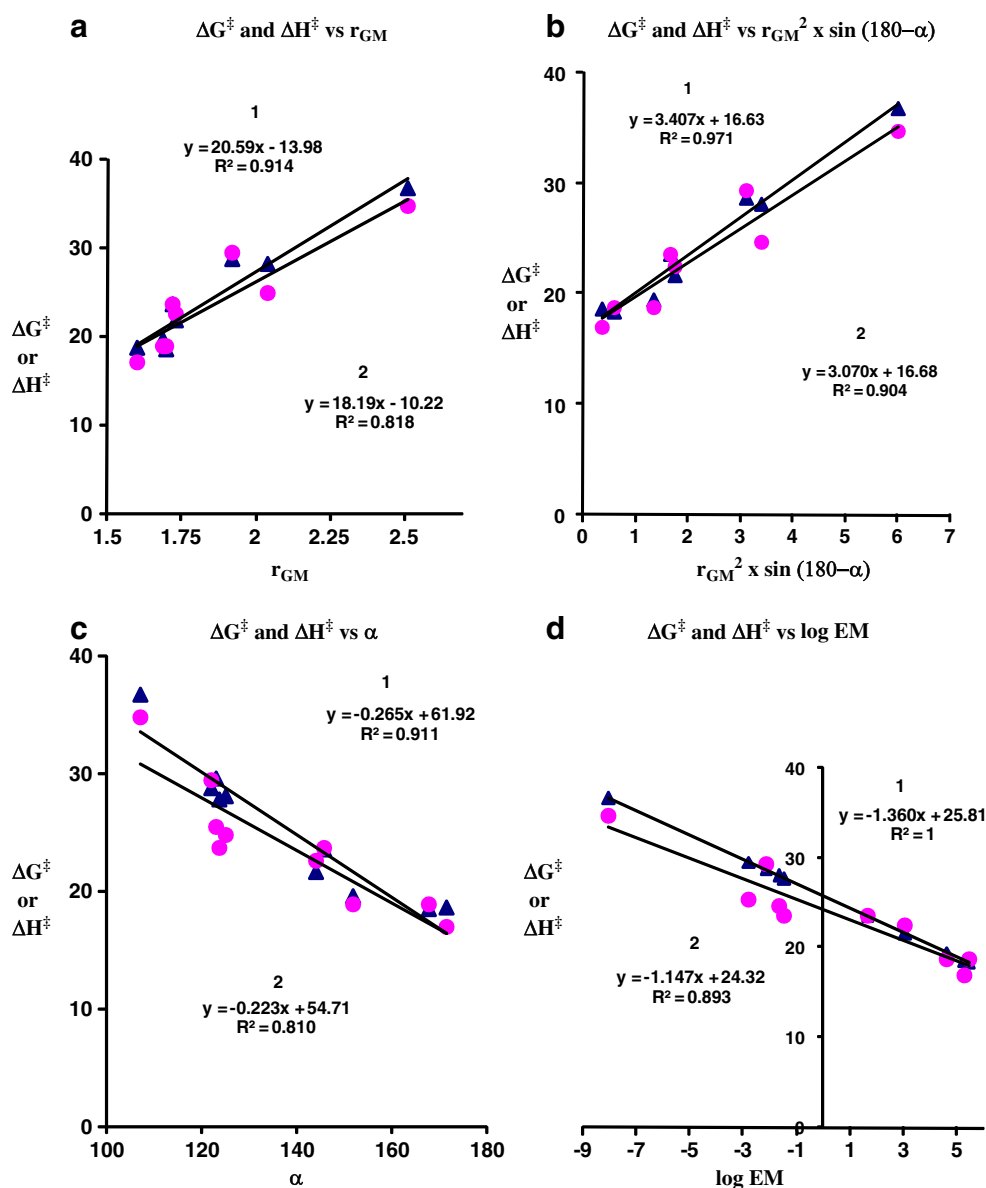 a
ΔG‡ and ΔH‡ vs rGM
1
y = 20.59x - 13.98
R² = 0.914
40
30
20
10
0
ΔG‡
or
ΔH‡
2
y = 18.19x - 10.22
R² = 0.818
1.5 1.75 2 2.25 2.5
rGM
b
ΔG‡ and ΔH‡ vs rGM² x sin (180−α)
40
30
20
10
0
1
y = 3.407x + 16.63
R² = 0.971
ΔG‡
or
ΔH‡
2
y = 3.070x + 16.68
R² = 0.904
0 1 2 3 4 5 6 7
rGM² x sin (180−α)
c
ΔG‡ and ΔH‡ vs α
40
30
20
10
0
1
y = -0.265x + 61.92
R² = 0.911
ΔG‡
or
ΔH‡
2
y = -0.223x + 54.71
R² = 0.810
100 120 140 160 180
α
d
ΔG‡ and ΔH‡ vs log EM
40
30
20
10
0
1
y = -1.360x + 25.81
R² = 1
ΔG‡
or
ΔH‡
2
y = -1.147x + 24.32
R² = 0.893
-9 -7 -5 -3 -1 1 3 5
log EM